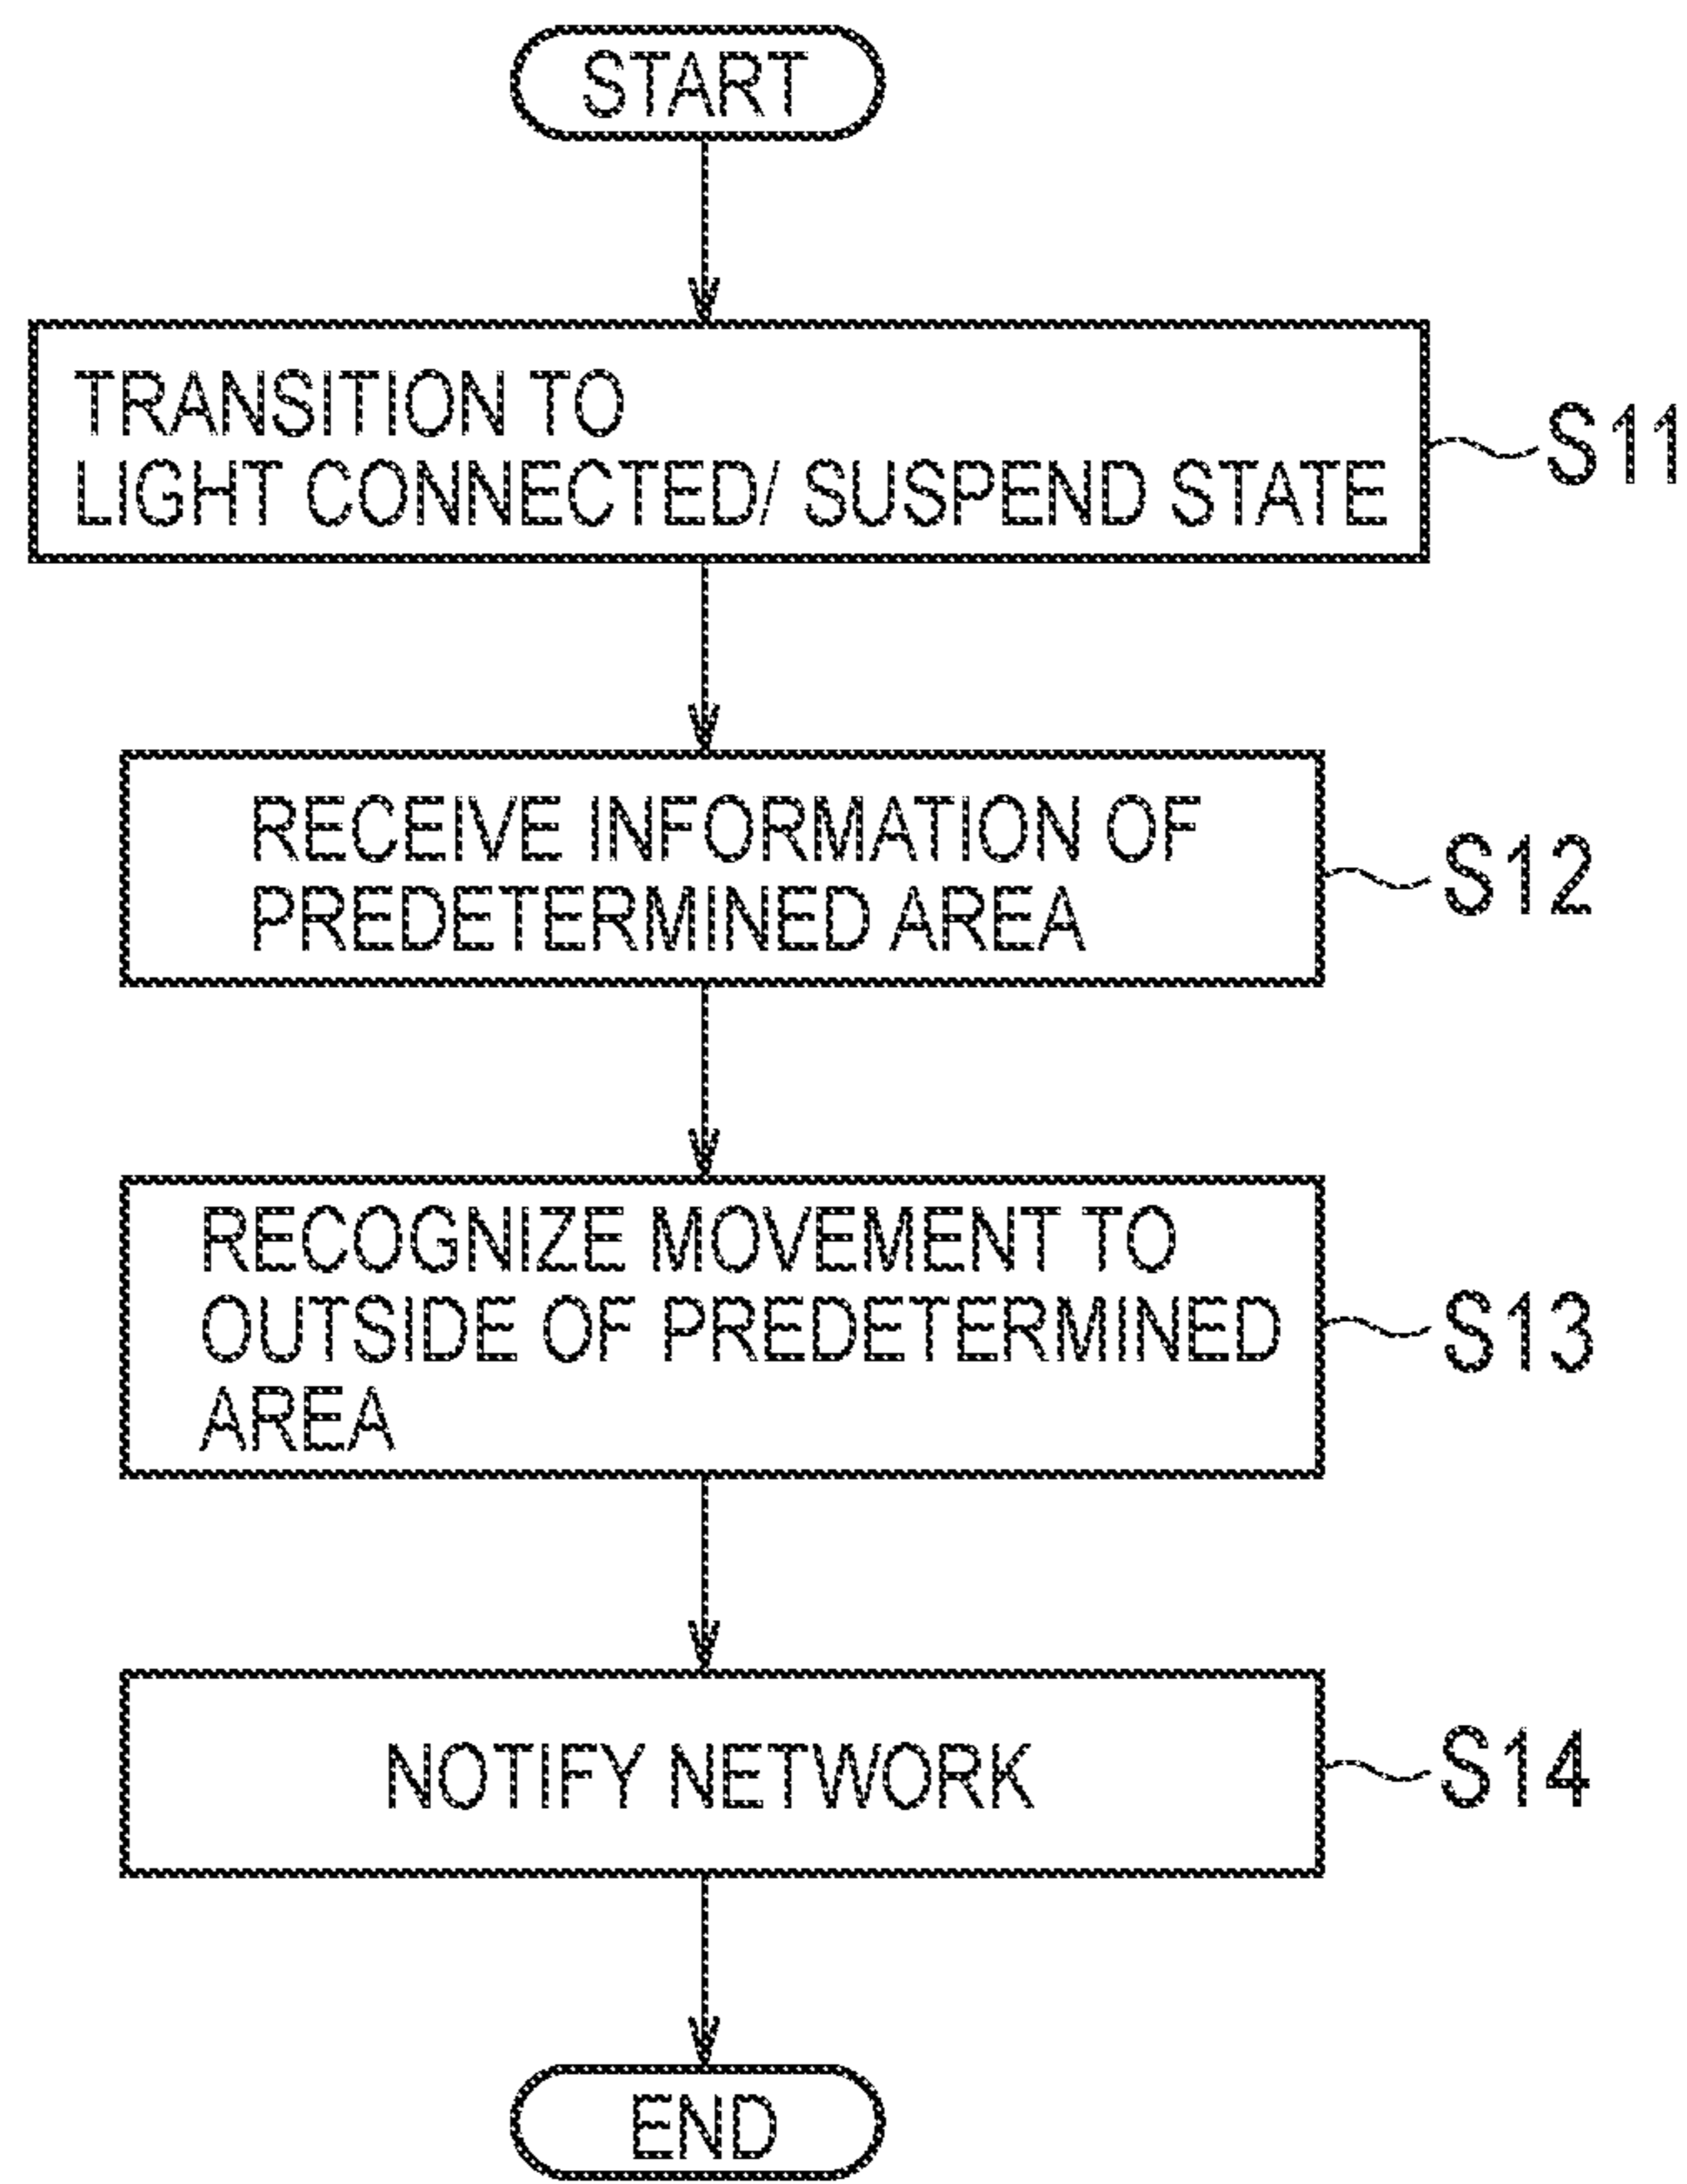 START
TRANSITION TO
LIGHT CONNECTED/ SUSPEND STATE
S11
RECEIVE INFORMATION OF
PREDETERMINED AREA
S12
RECOGNIZE MOVEMENT TO
OUTSIDE OF PREDETERMINED
AREA
S13
NOTIFY NETWORK
S14
END